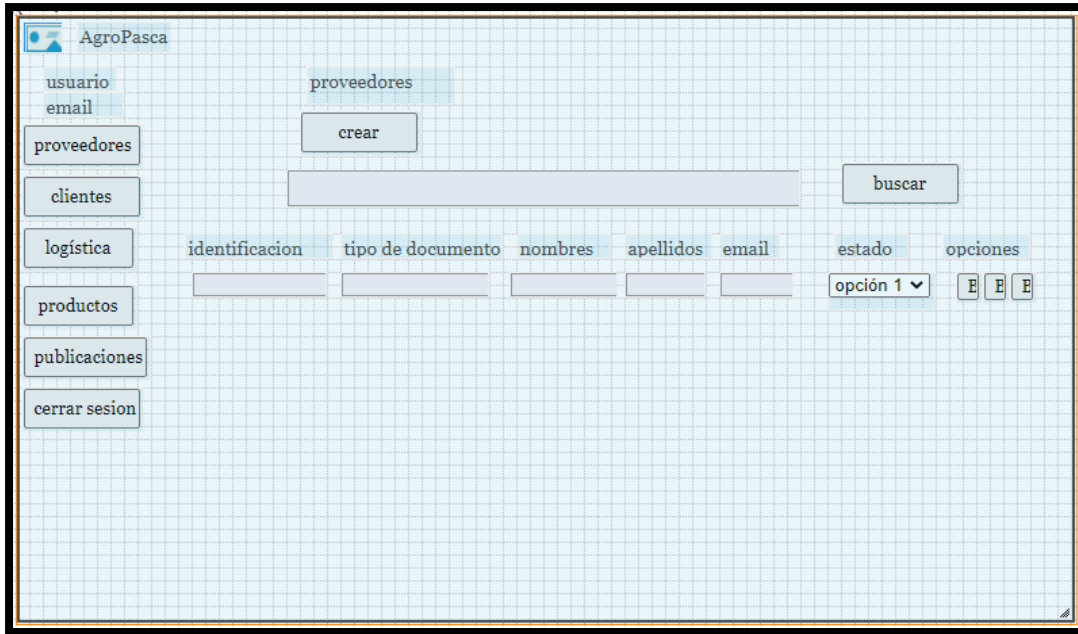 AgroPasca
usuario
email
proveedores
clientes
logística
productos
publicaciones
cerrar sesion
proveedores
crear
buscar
identificacion tipo de documento nombres apellidos email estado opciones
opción 1 E E E